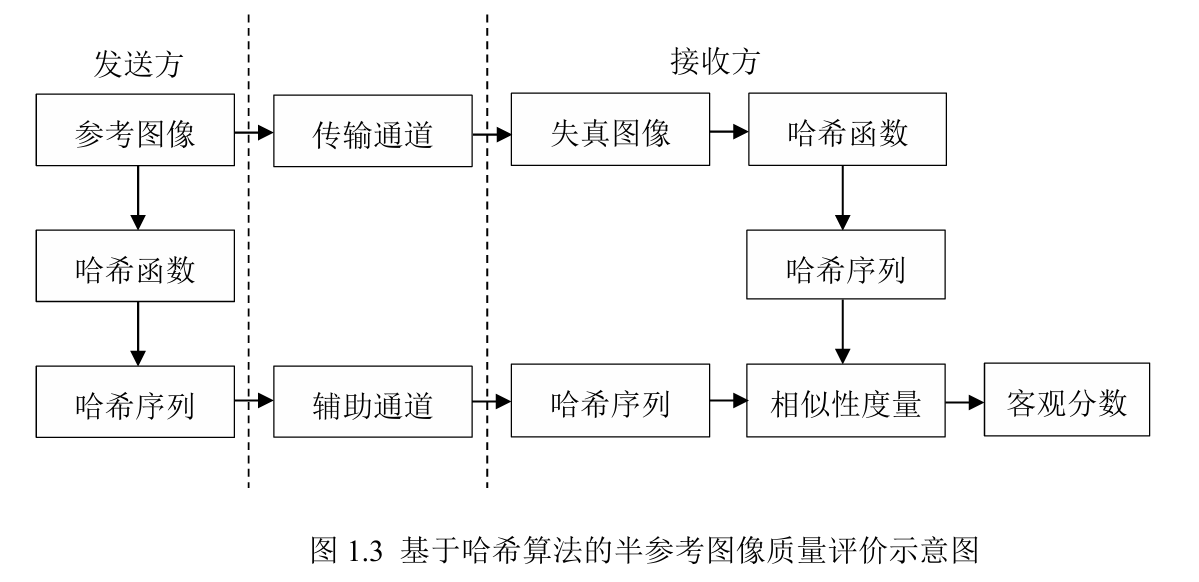 发送方
接收方
参考图像
传输通道
失真图像
哈希函数
哈希函数
哈希序列
哈希序列
辅助通道
哈希序列
相似性度量
客观分数
图 1.3 基于哈希算法的半参考图像质量评价示意图